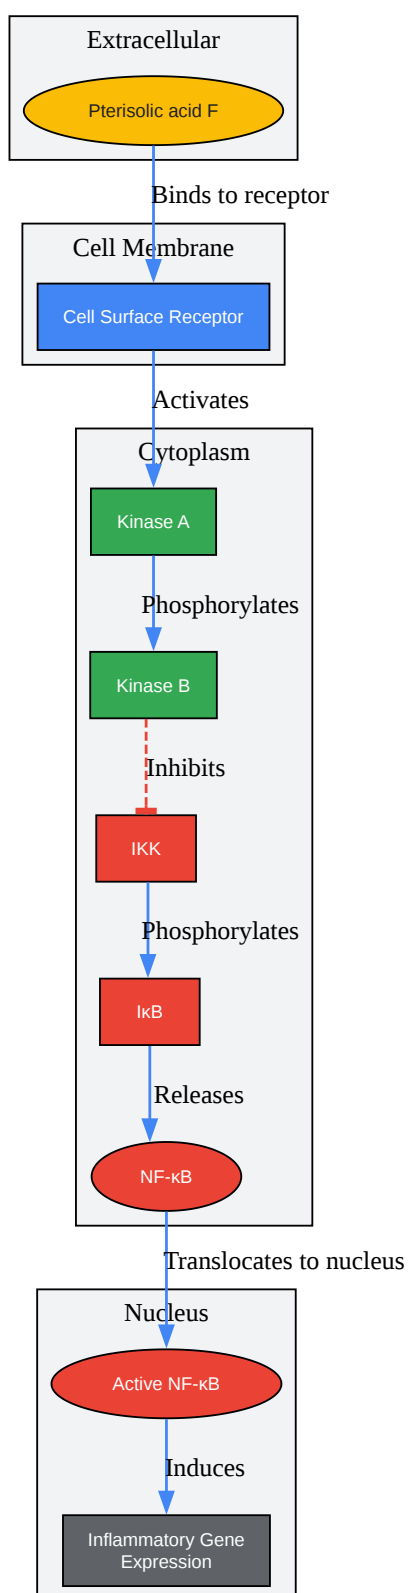 Extracellular
Pterisolic acid F
Binds to receptor
Cell Membrane
Cell Surface Receptor
Activates
Cytoplasm
Kinase A
Phosphorylates
Kinase B
Inhibits
IKK
Phosphorylates
IκB
Releases
NF-κB
Translocates to nucleus
Nucleus
Active NF-κB
Induces
Inflammatory Gene
Expression